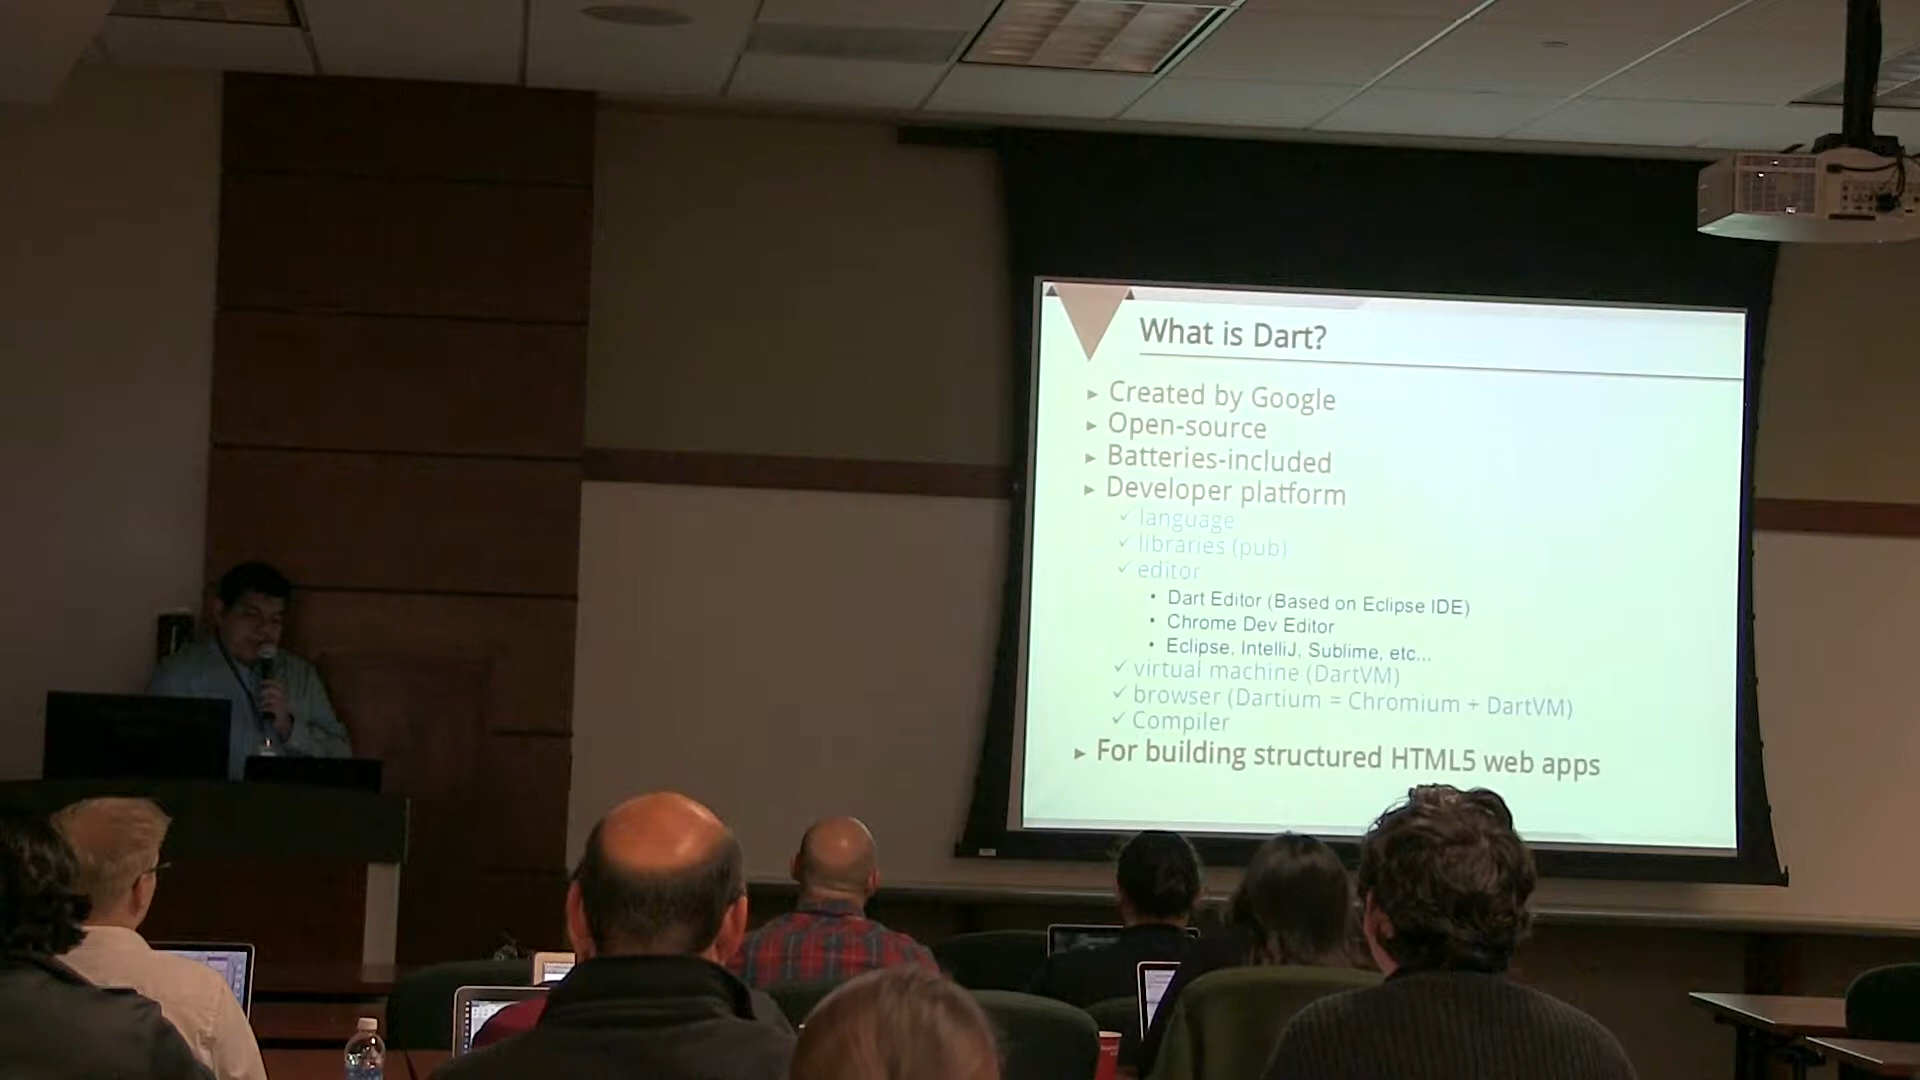 What is Dart?
► Created by Google
► Open-source
► Batteries-included
► Developer platform
✓ language
✓ libraries (pub)
✓ editor
• Dart Editor (Based on Eclipse IDE)
• Chrome Dev Editor
• Eclipse, IntelliJ, Sublime, etc...
✓ virtual machine (DartVM)
✓ browser (Dartium = Chromium + DartVM)
✓ Compiler
► For building structured HTML5 web apps